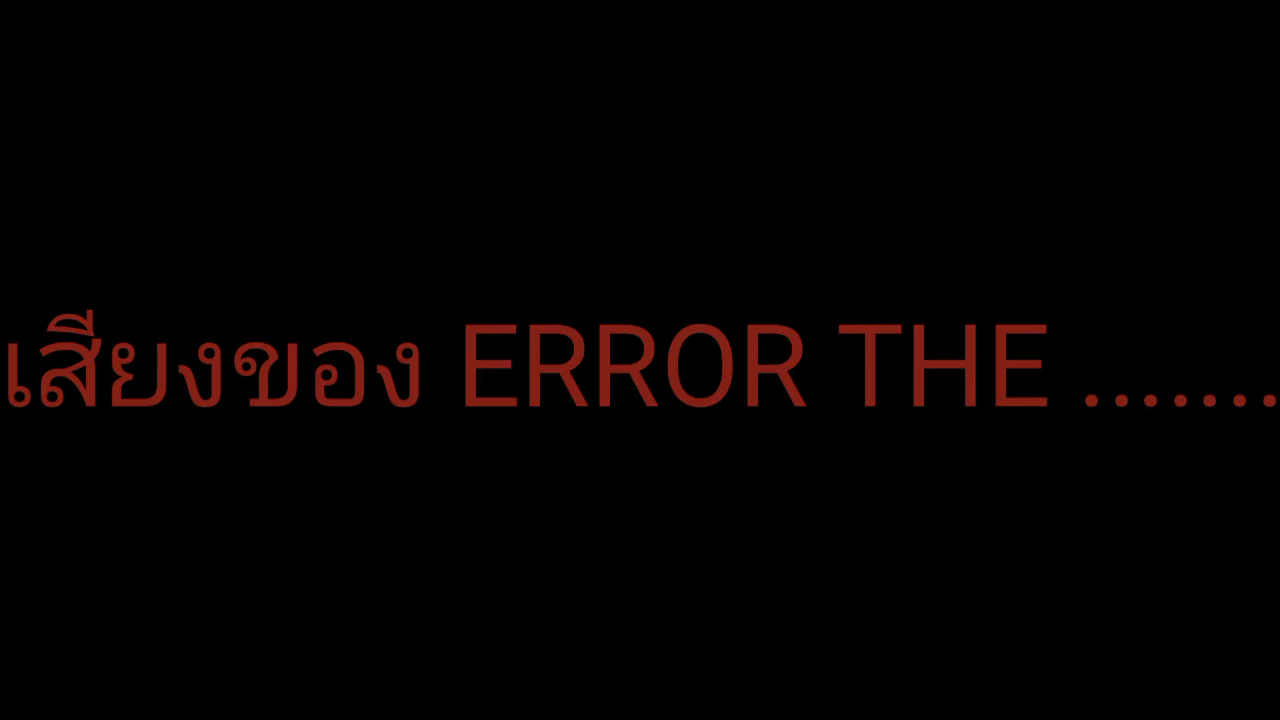 เสียงของ ERROR THE .......